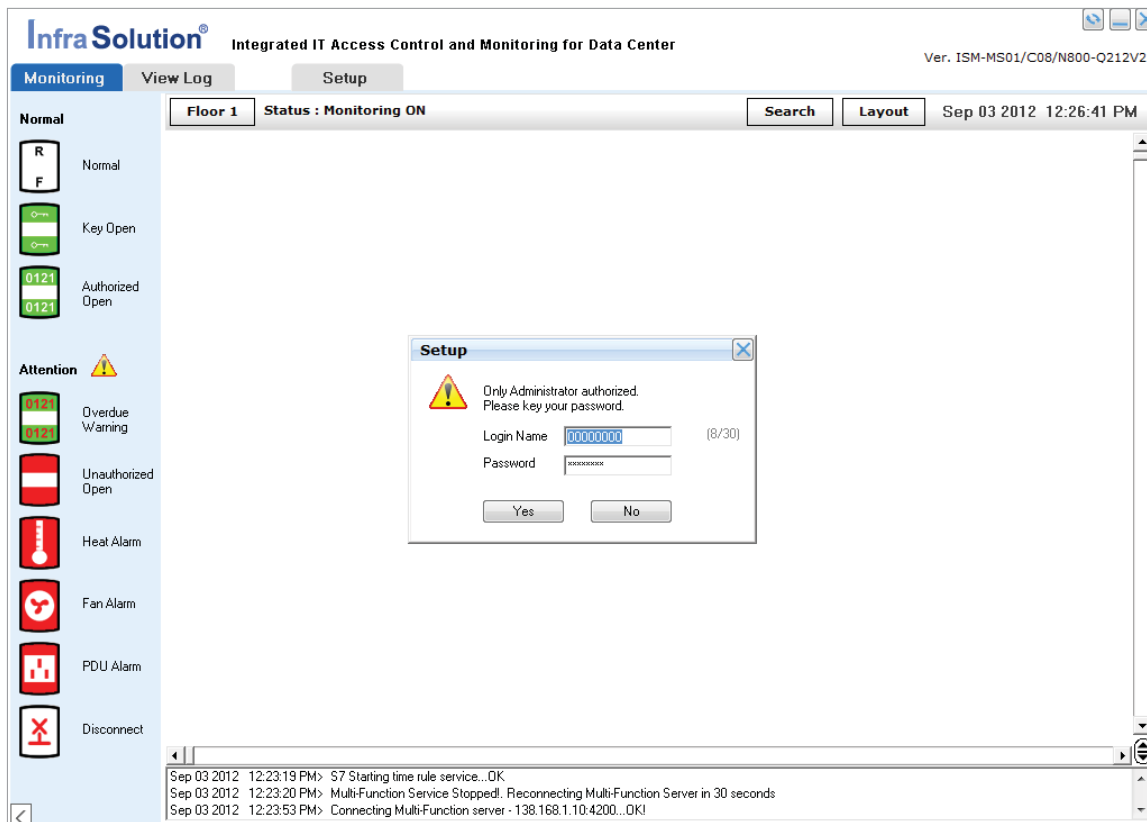 InfraSolution® Integrated IT Access Control and Monitoring for Data Center
Ver. ISM-MS01/C08/N800-Q212V2
Monitoring View Log Setup
Floor 1 Status : Monitoring ON Search Layout Sep 03 2012 12:26:41 PM
Normal
R
F
Normal
Key Open
0121
0121
Authorized
Open
Attention
0121
0121
Overdue
Warning
Unauthorized
Open
Heat Alarm
Fan Alarm
PDU Alarm
Disconnect
Setup
Only Administrator authorized.
Please key your password.
Login Name 00000000 (8/30)
Password ********
Yes No
Sep 03 2012 12:23:19 PM> S7 Starting time rule service...OK
Sep 03 2012 12:23:20 PM> Multi-Function Service Stopped!. Reconnecting Multi-Function Server in 30 seconds
Sep 03 2012 12:23:53 PM> Connecting Multi-Function server - 138.168.1.10:4200...OK!